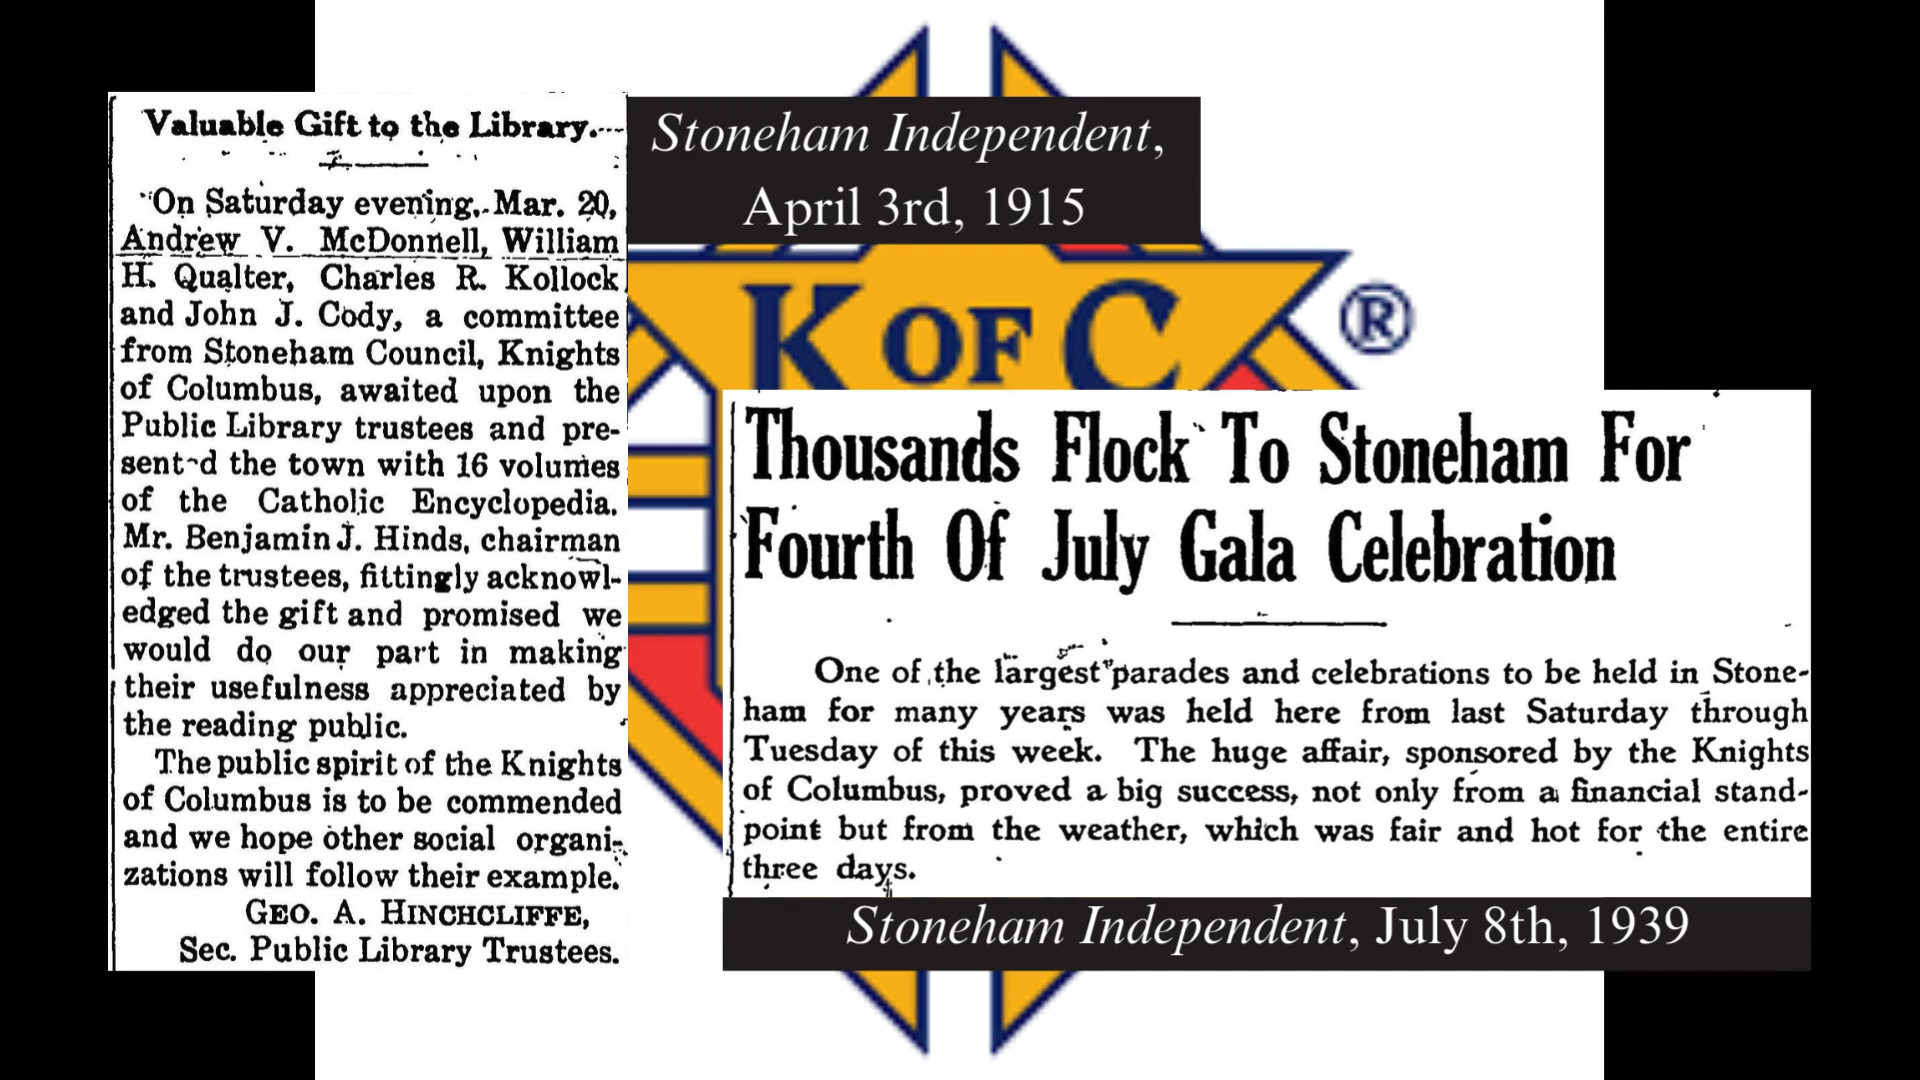 Valuable Gift to the Library.
On Saturday evening, Mar. 20,
Andrew V. McDonnell, William
H. Qualter, Charles R. Kollock
and John J. Cody, a committee
from Stoneham Council, Knights
of Columbus, awaited upon the
Public Library trustees and pre-
sent-d the town with 16 volumes
of the Catholic Encyclopedia.
Mr. Benjamin J. Hinds, chairman
of the trustees, fittingly acknowl-
edged the gift and promised we
would do our part in making
their usefulness appreciated by
the reading public.
The public spirit of the Knights
of Columbus is to be commended
and we hope other social organi-
zations will follow their example.
GEO. A. HINCHCLIFFE,
Sec. Public Library Trustees.
Stoneham Independent,
April 3rd, 1915
K OF C ®
Thousands Flock To Stoneham For
Fourth Of July Gala Celebration
One of the largest parades and celebrations to be held in Stone-
ham for many years was held here from last Saturday through
Tuesday of this week. The huge affair, sponsored by the Knights
of Columbus, proved a big success, not only from a financial stand-
point but from the weather, which was fair and hot for the entire
three days.
Stoneham Independent, July 8th, 1939